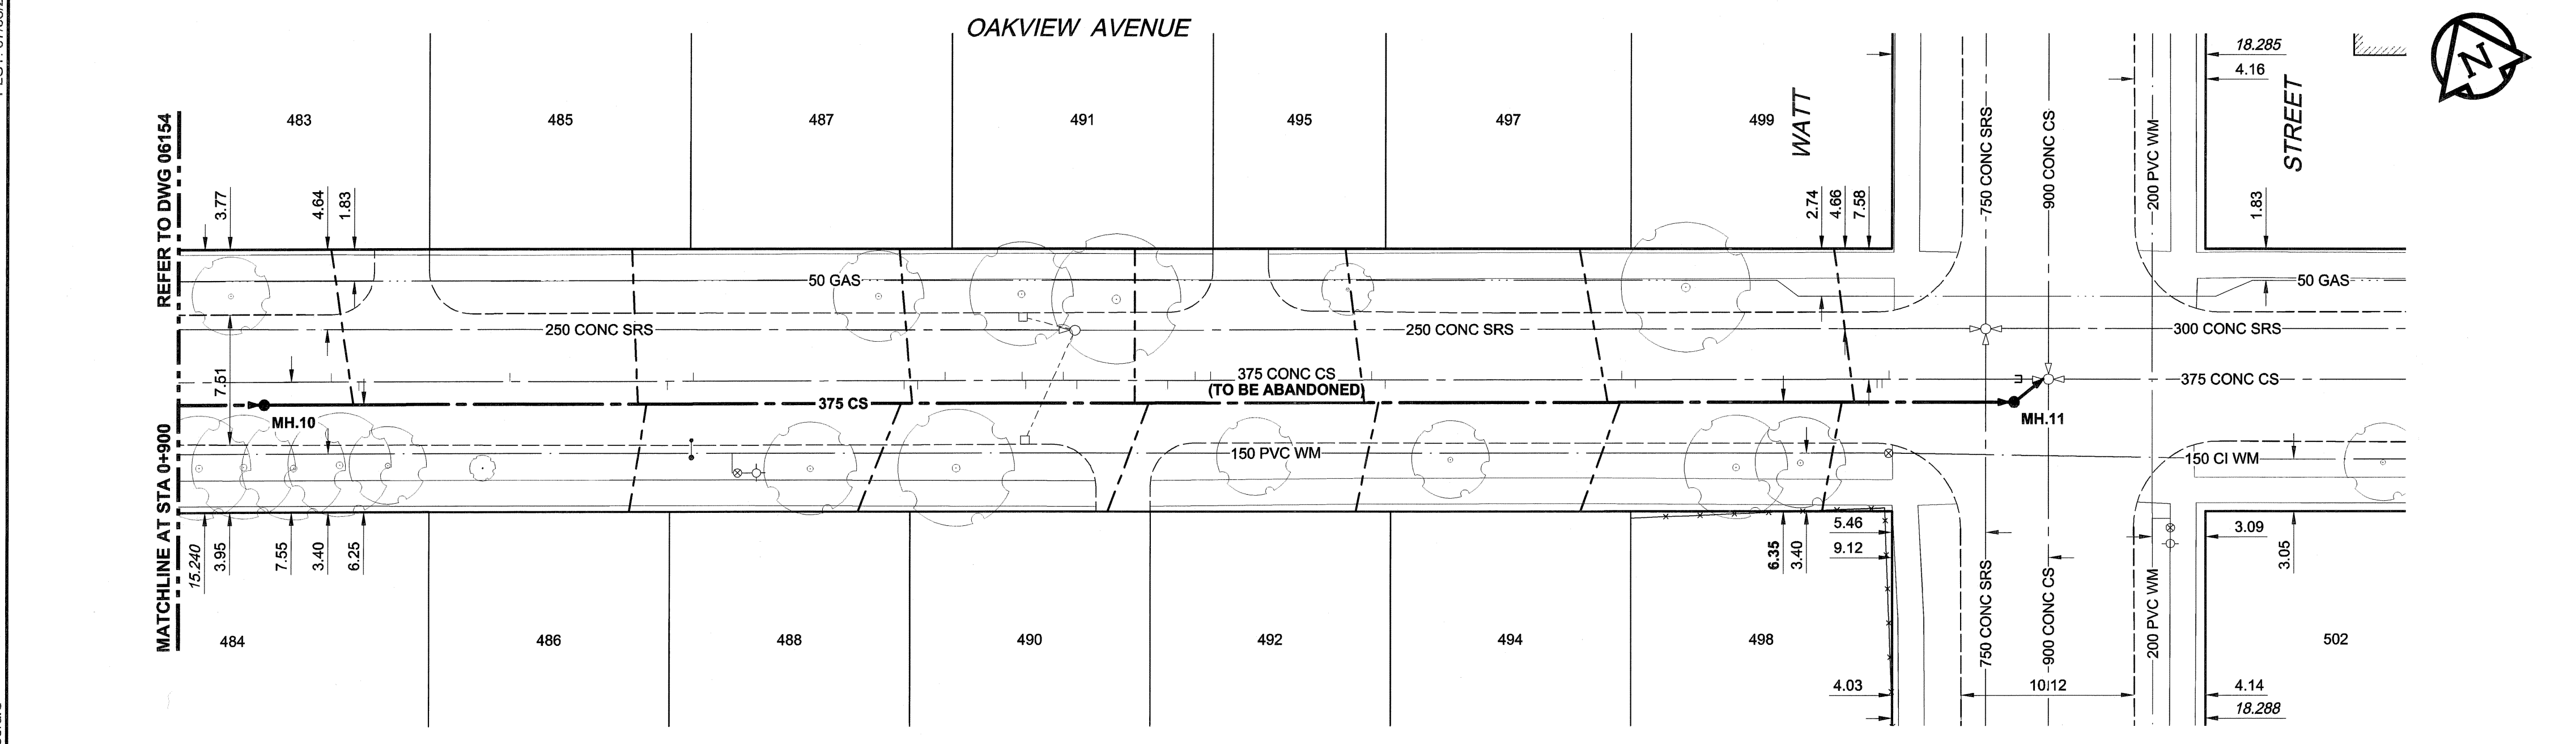 OAKVIEW AVENUE
N
REFER TO DWG 06154
MATCHLINE AT STA 0+900
483
485
487
491
495
497
499
WATT
STREET
18.285
4.16
3.77
4.64
1.83
2.74
4.66
7.58
1.83
750 CONC SRS
900 CONC CS
200 PVC WM
50 GAS
50 GAS
250 CONC SRS
250 CONC SRS
300 CONC SRS
7.51
375 CONC CS
(TO BE ABANDONED)
375 CONC CS
375 CS
MH.10
MH.11
150 PVC WM
150 CI WM
15.240
3.95
7.55
3.40
6.25
6.35
3.40
5.46
9.12
3.09
3.05
750 CONC SRS
900 CONC CS
200 PVC WM
484
486
488
490
492
494
498
502
4.03
10.12
4.14
18.288